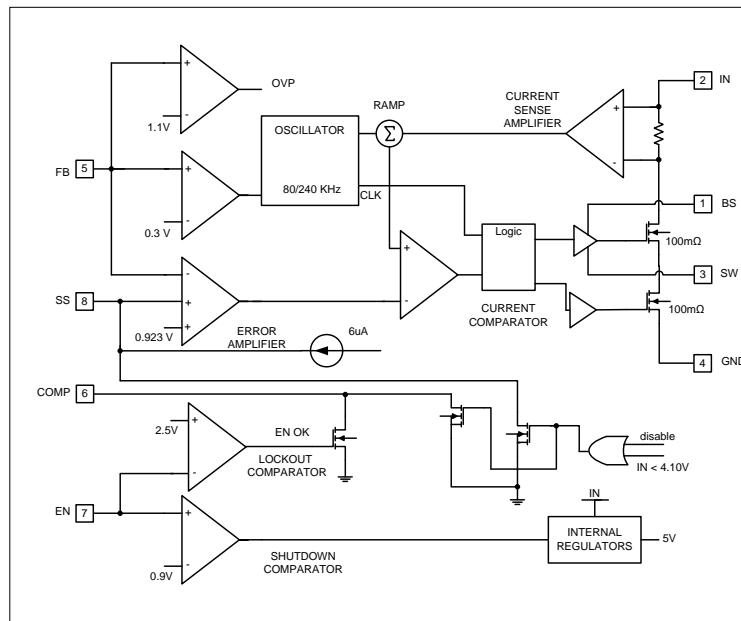 OVP
1.1V
RAMP
CURRENT
SENSE
AMPLIFIER
+
-
2
IN
+
-
OSCILLATOR
80/240 KHz
CLK
Σ
FB
5
+
-
0.3 V
1
BS
Logic
100mΩ
+
-
3
SW
SS
8
-
+
+
0.923 V
CURRENT
COMPARATOR
100mΩ
ERROR
AMPLIFIER
6uA
4
GND
COMP
6
2.5V
+
-
EN OK
LOCKOUT
COMPARATOR
disable
IN < 4.10V
EN
7
+
-
0.9V
SHUTDOWN
COMPARATOR
IN
INTERNAL
REGULATORS
5V